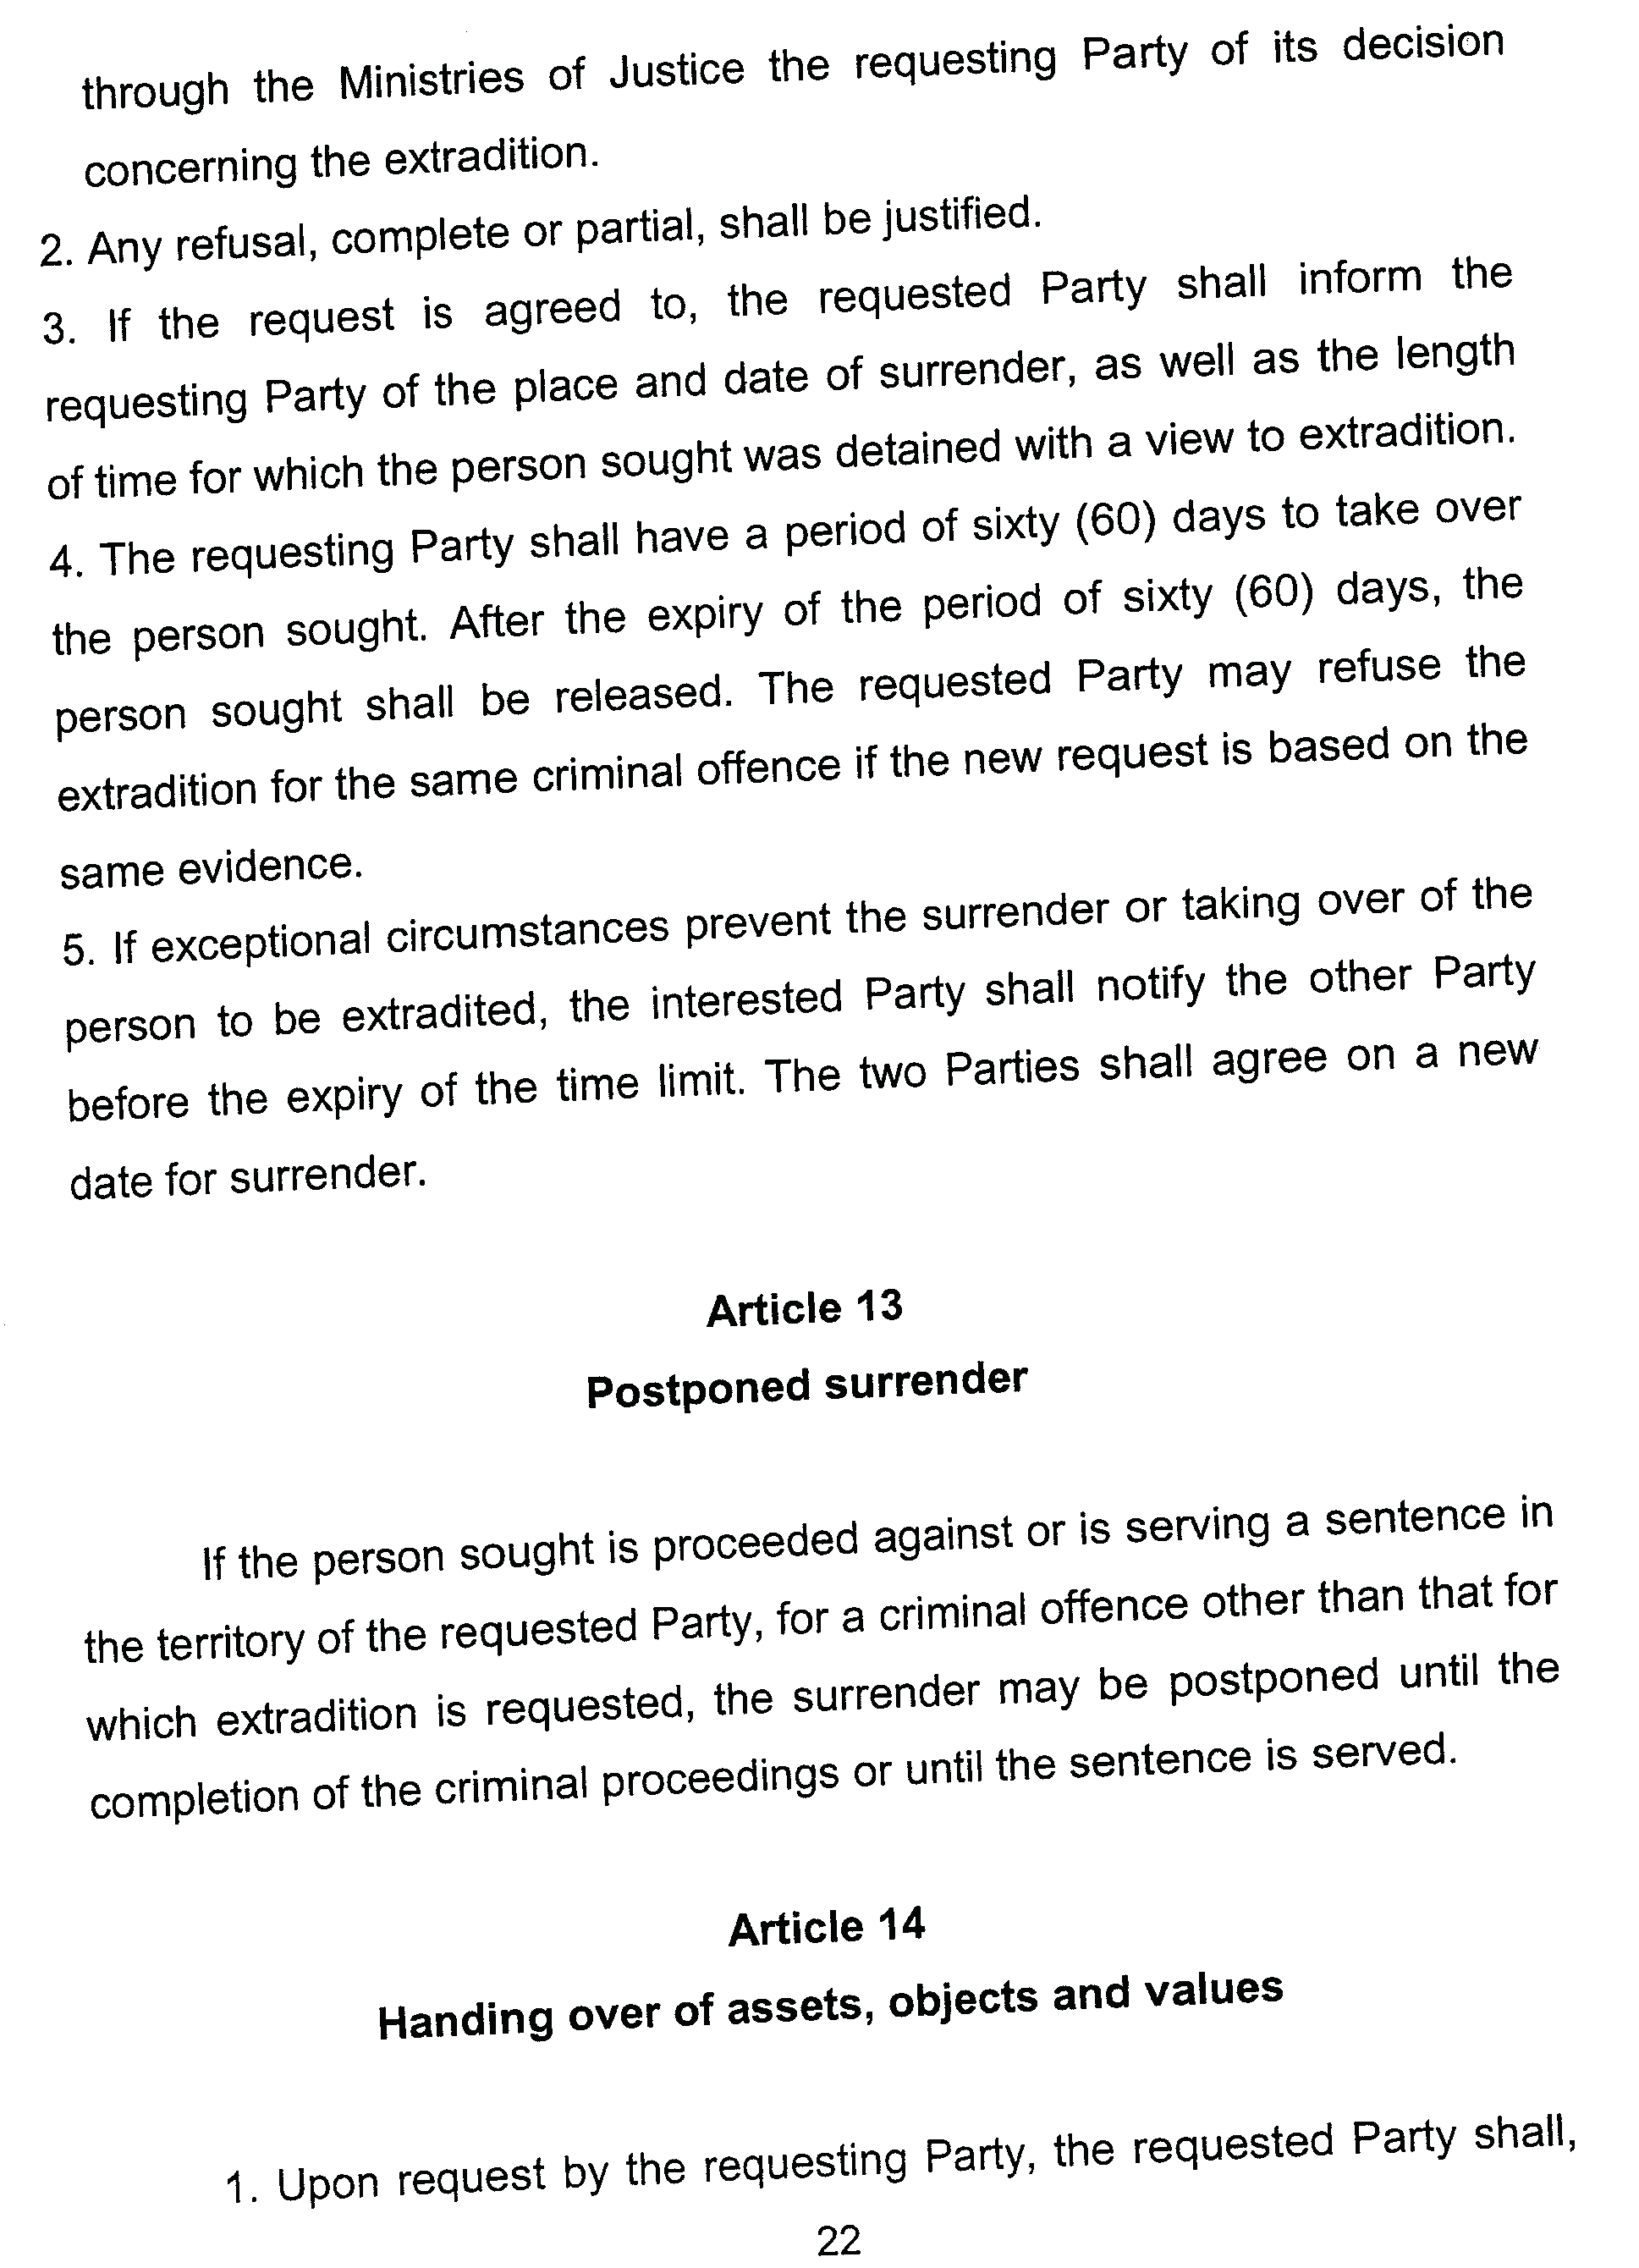 through the Ministries of Justice the requesting Party of its decision
concerning the extradition.
2. Any refusal, complete or partial, shall be justified.
3. If the request is agreed to, the requested Party shall inform the
requesting Party of the place and date of surrender, as well as the length
of time for which the person sought was detained with a view to extradition.
4. The requesting Party shall have a period of sixty (60) days to take over
the person sought. After the expiry of the period of sixty (60) days, the
person sought shall be released. The requested Party may refuse the
extradition for the same criminal offence if the new request is based on the
same evidence.
5. If exceptional circumstances prevent the surrender or taking over of the
person to be extradited, the interested Party shall notify the other Party
before the expiry of the time limit. The two Parties shall agree on a new
date for surrender.
Article 13
Postponed surrender
If the person sought is proceeded against or is serving a sentence in
the territory of the requested Party, for a criminal offence other than that for
which extradition is requested, the surrender may be postponed until the
completion of the criminal proceedings or until the sentence is served.
Article 14
Handing over of assets, objects and values
1. Upon request by the requesting Party, the requested Party shall,
22